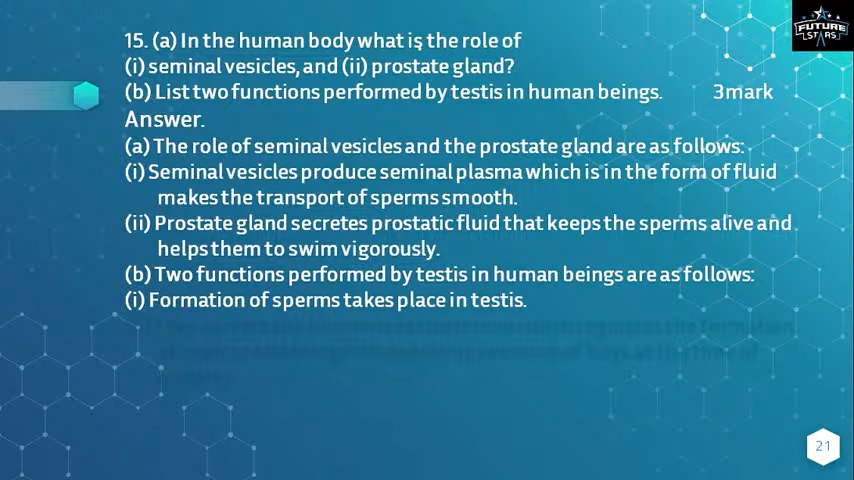 FUTURE
STARS
15. (a) In the human body what is the role of
(i) seminal vesicles, and (ii) prostate gland?
(b) List two functions performed by testis in human beings. 3mark
Answer.
(a) The role of seminal vesicles and the prostate gland are as follows:
(i) Seminal vesicles produce seminal plasma which is in the form of fluid
makes the transport of sperms smooth.
(ii) Prostate gland secretes prostatic fluid that keeps the sperms alive and
helps them to swim vigorously.
(b) Two functions performed by testis in human beings are as follows:
(i) Formation of sperms takes place in testis.
21